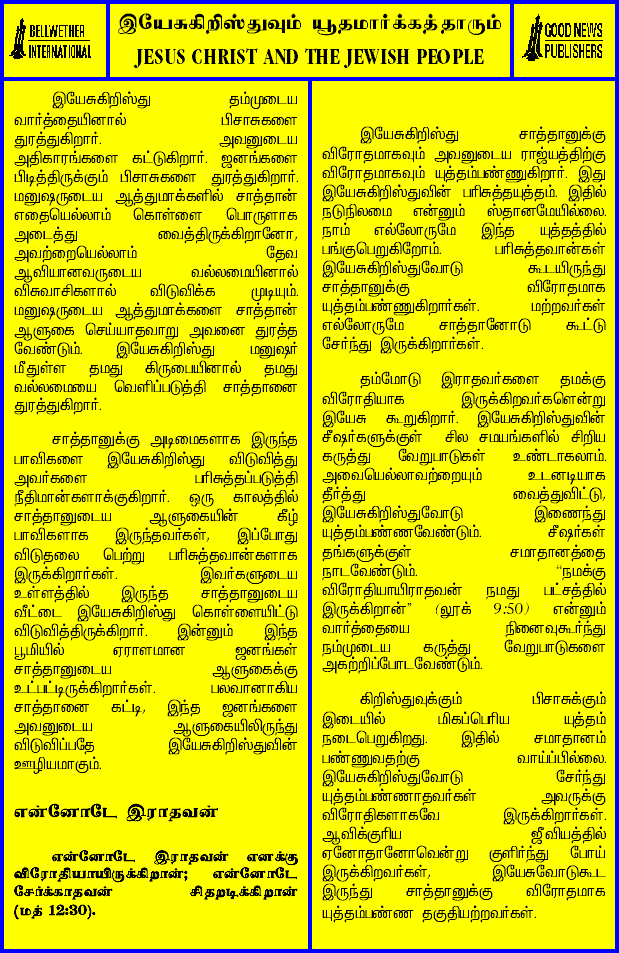 BELLWETHER
INTERNATIONAL
இயேசுகிறிஸ்துவும் யூதமார்க்கத்தாரும்
JESUS CHRIST AND THE JEWISH PEOPLE
GOOD NEWS
PUBLISHERS
இயேசுகிறிஸ்து தம்முடைய
வார்த்தையினால் பிசாசுகளை
துரத்துகிறார். அவனுடைய
அதிகாரங்களை கட்டுகிறார். ஜனங்களை
பிடித்திருக்கும் பிசாசுகளை துரத்துகிறார்.
மனுஷருடைய ஆத்துமாக்களில் சாத்தான்
எதையெல்லாம் கொள்ளை பொருளாக
அடைத்து வைத்திருக்கிறானோ,
அவற்றையெல்லாம் தேவ
ஆவியானவருடைய வல்லமையினால்
விசுவாசிகளால் விடுவிக்க முடியும்.
மனுஷருடைய ஆத்துமாக்களை சாத்தான்
ஆளுகை செய்யாதவாறு அவனை துரத்த
வேண்டும். இயேசுகிறிஸ்து மனுஷர்
மீதுள்ள தமது கிருபையினால் தமது
வல்லமையை வெளிப்படுத்தி சாத்தானை
துரத்துகிறார்.
சாத்தானுக்கு அடிமைகளாக இருந்த
பாவிகளை இயேசுகிறிஸ்து விடுவித்து
அவர்களை பரிசுத்தப்படுத்தி
நீதிமான்களாக்குகிறார். ஒரு காலத்தில்
சாத்தானுடைய ஆளுகையின் கீழ்
பாவிகளாக இருந்தவர்கள், இப்போது
விடுதலை பெற்று பரிசுத்தவான்களாக
இருக்கிறார்கள். இவர்களுடைய
உள்ளத்தில் இருந்த சாத்தானுடைய
வீட்டை இயேசுகிறிஸ்து கொள்ளையிட்டு
விடுவித்திருக்கிறார். இன்னும் இந்த
பூமியில் ஏராளமான ஜனங்கள்
சாத்தானுடைய ஆளுகைக்கு
உட்பட்டிருக்கிறார்கள். பலவானாகிய
சாத்தானை கட்டி, இந்த ஜனங்களை
அவனுடைய ஆளுகையிலிருந்து
விடுவிப்பதே இயேசுகிறிஸ்துவின்
ஊழியமாகும்.
என்னோடே இராதவன்
என்னோடே இராதவன் எனக்கு
விரோதியாயிருக்கிறான்; என்னோடே
சேர்க்காதவன் சிதறடிக்கிறான்
(மத் 12:30).
இயேசுகிறிஸ்து சாத்தானுக்கு
விரோதமாகவும் அவனுடைய ராஜ்யத்திற்கு
விரோதமாகவும் யுத்தம்பண்ணுகிறார். இது
இயேசுகிறிஸ்துவின் பரிசுத்தயுத்தம். இதில்
நடுநிலமை என்னும் ஸ்தானமேயில்லை.
நாம் எல்லோருமே இந்த யுத்தத்தில்
பங்குபெறுகிறோம். பரிசுத்தவான்கள்
இயேசுகிறிஸ்துவோடு கூடயிருந்து
சாத்தானுக்கு விரோதமாக
யுத்தம்பண்ணுகிறார்கள். மற்றவர்கள்
எல்லோருமே சாத்தானோடு கூட்டு
சேர்ந்து இருக்கிறார்கள்.
தம்மோடு இராதவர்களை தமக்கு
விரோதியாக இருக்கிறவர்களென்று
இயேசு கூறுகிறார். இயேசுகிறிஸ்துவின்
சீஷர்களுக்குள் சில சமயங்களில் சிறிய
கருத்து வேறுபாடுகள் உண்டாகலாம்.
அவையெல்லாவற்றையும் உடனடியாக
தீர்த்து வைத்துவிட்டு,
இயேசுகிறிஸ்துவோடு இணைந்து
யுத்தம்பண்ணவேண்டும். சீஷர்கள்
தங்களுக்குள் சமாதானத்தை
நாடவேண்டும். “நமக்கு
விரோதியாயிராதவன் நமது பட்சத்தில்
இருக்கிறான்” (லூக் 9:50) என்னும்
வார்த்தையை நினைவுகூர்ந்து
நம்முடைய கருத்து வேறுபாடுகளை
அகற்றிப்போடவேண்டும்.
கிறிஸ்துவுக்கும் பிசாசுக்கும்
இடையில் மிகப்பெரிய யுத்தம்
நடைபெறுகிறது. இதில் சமாதானம்
பண்ணுவதற்கு வாய்ப்பில்லை.
இயேசுகிறிஸ்துவோடு சேர்ந்து
யுத்தம்பண்ணாதவர்கள் அவருக்கு
விரோதிகளாகவே இருக்கிறார்கள்.
ஆவிக்குரிய ஜீவியத்தில்
ஏனோதானோவென்று குளிர்ந்து போய்
இருக்கிறவர்கள், இயேசுவோடுகூட
இருந்து சாத்தானுக்கு விரோதமாக
யுத்தம்பண்ண தகுதியற்றவர்கள்.